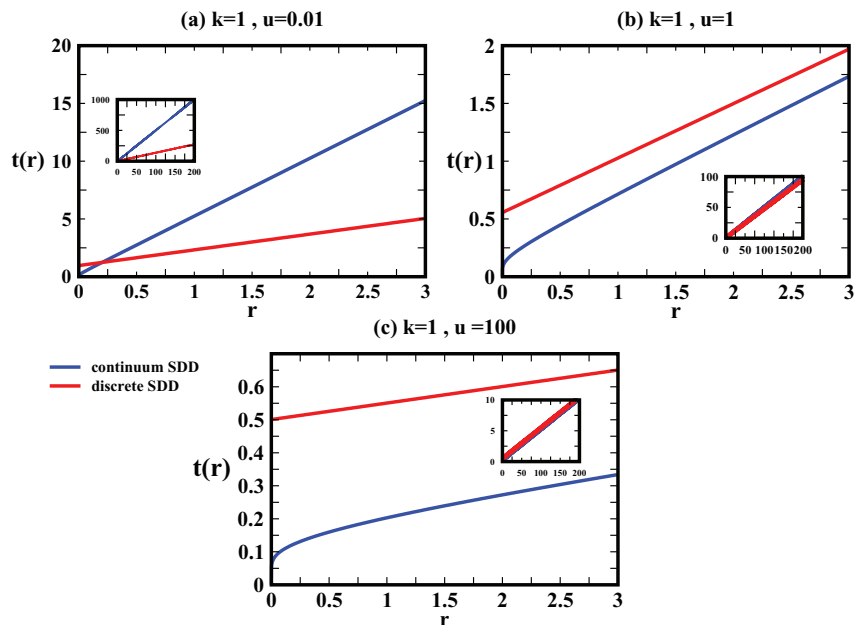 (a) k=1 , u=0.01
20
15
t(r) 10
5
0
0 0.5 1 1.5 2 2.5 3
r
1000
500
0
0 50 100 150 200
(b) k=1 , u=1
2
1.5
t(r) 1
0.5
0
0 0.5 1 1.5 2 2.5 3
r
100
50
0
0 50 100 150 200
(c) k=1 , u =100
continuum SDD
discrete SDD
0.6
0.5
0.4
t(r) 0.3
0.2
0.1
0
0 0.5 1 1.5 2 2.5 3
r
10
5
0
0 50 100 150 200